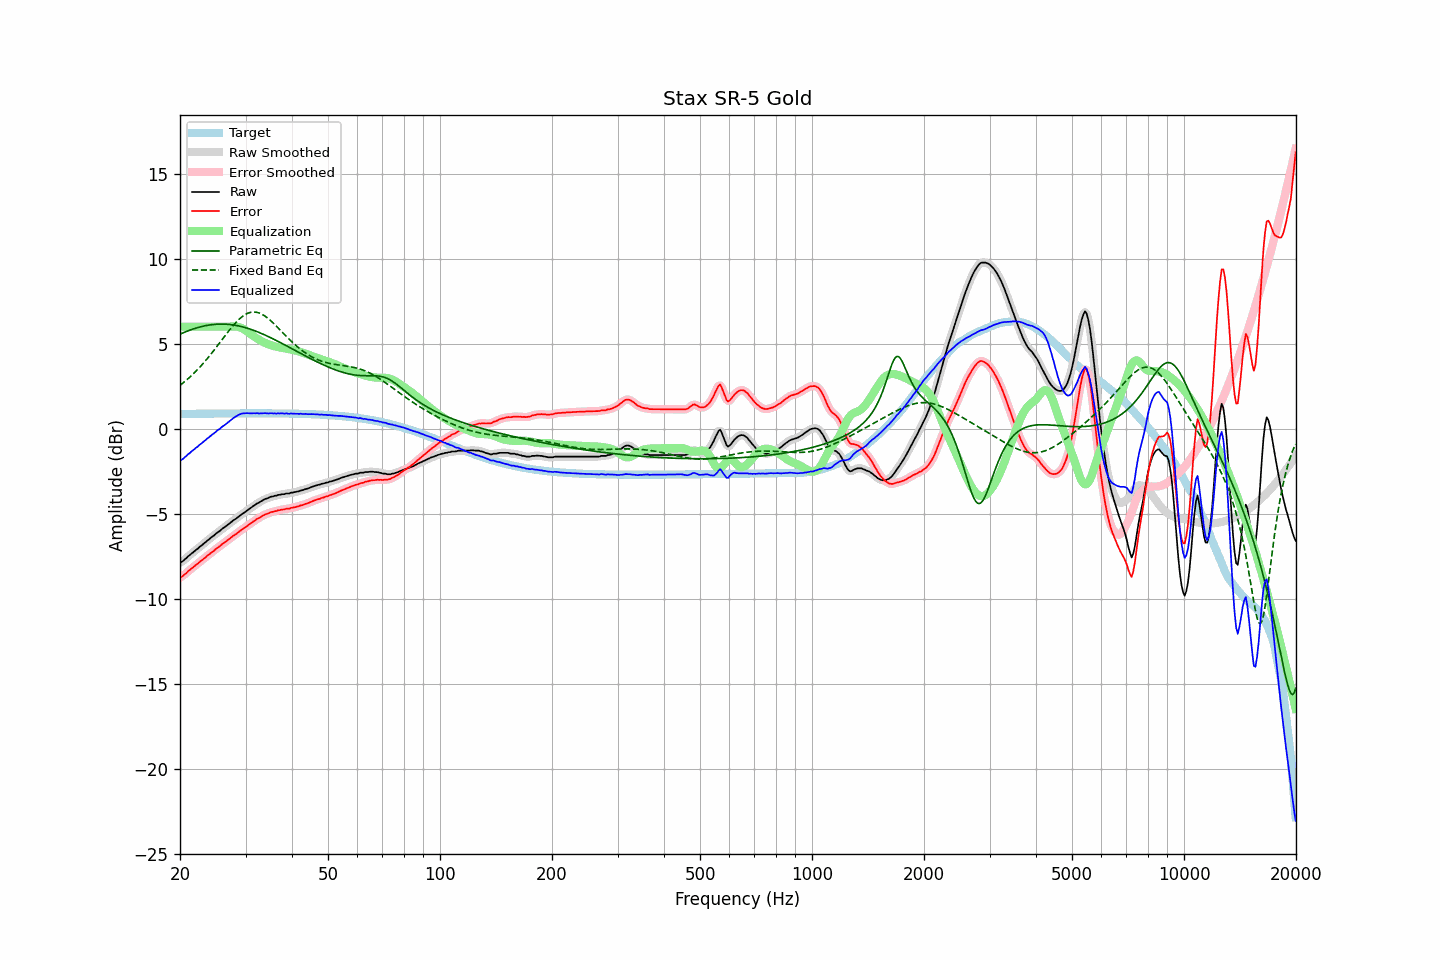 Stax SR-5 Gold
Target
Raw Smoothed
Error Smoothed
Raw
Error
Equalization
Parametric Eq
Fixed Band Eq
Equalized
Amplitude (dBr)
15
10
5
0
−5
−10
−15
−20
−25
20 50 100 200 500 1000 2000 5000 10000 20000
Frequency (Hz)